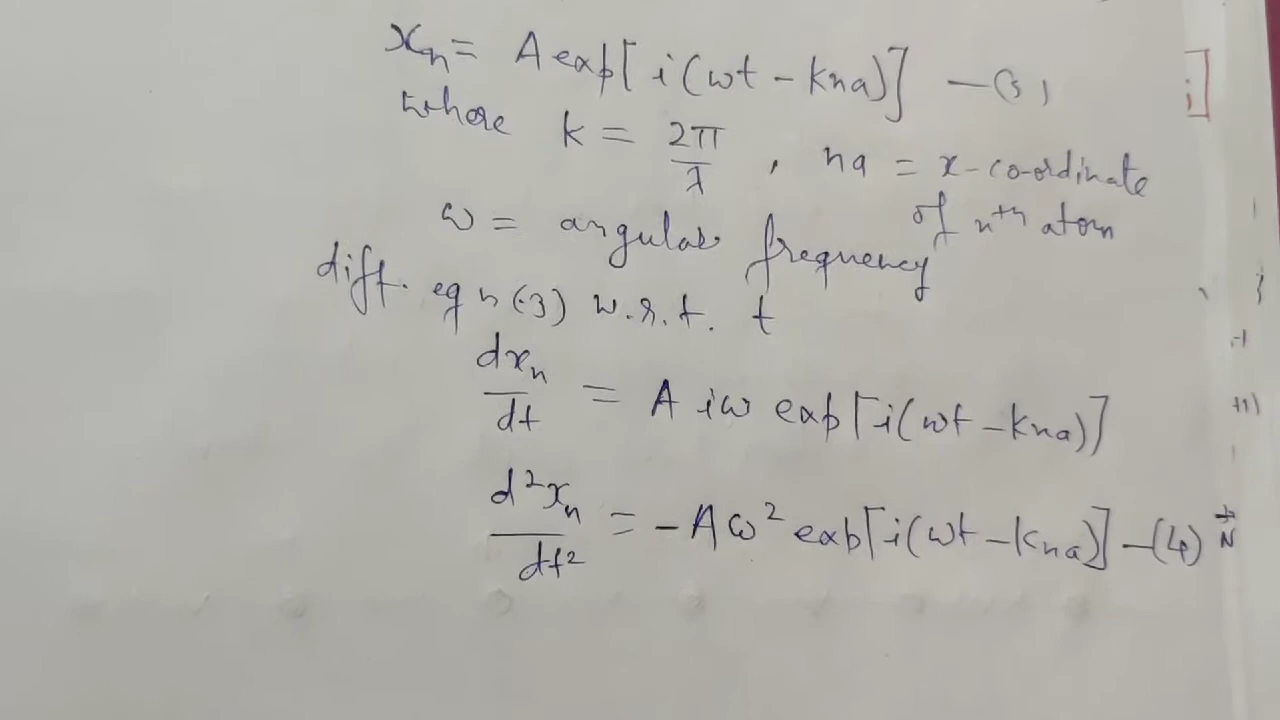 xₙ = A exp[i(ωt - kna)] —(3)
where k = 2π/λ , na = x-co-ordinate
of nᵗʰ atom
ω = angular frequency
diff. eqn(3) w.r.t. t
dxₙ/dt = A iω exp[i(ωt - kna)]
d²xₙ/dt² = -Aω² exp[i(ωt - kna)] —(4)